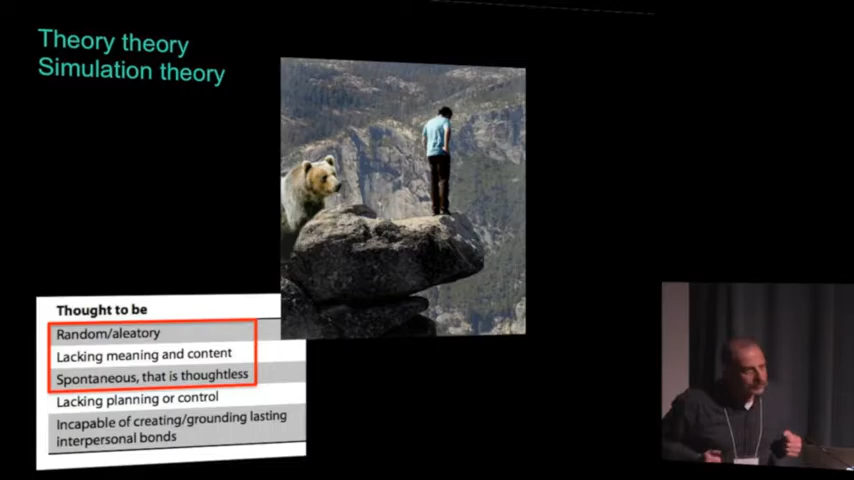 Theory theory
Simulation theory
Thought to be
Random/aleatory
Lacking meaning and content
Spontaneous, that is thoughtless
Lacking planning or control
Incapable of creating/grounding lasting
interpersonal bonds